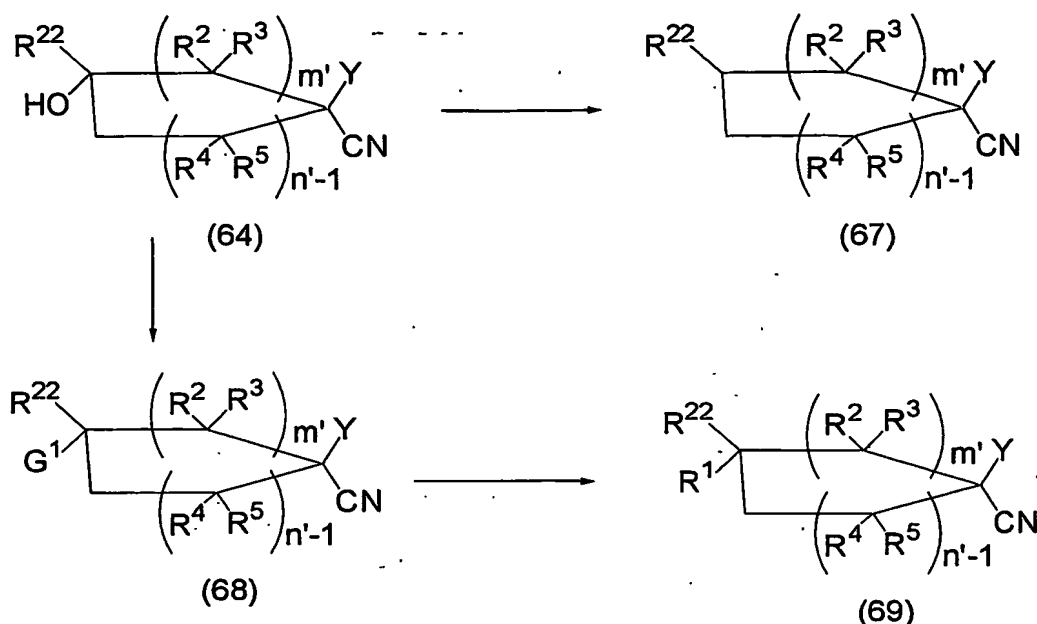 R²² ( R² R³ ) m' Y R²² ( R² R³ ) m' Y
HO CN CN
( R⁴ R⁵ ) n'-1 ( R⁴ R⁵ ) n'-1
(64) (67)
R²² ( R² R³ ) m' Y R²² ( R² R³ ) m' Y
G¹ CN R¹ CN
( R⁴ R⁵ ) n'-1 ( R⁴ R⁵ ) n'-1
(68) (69)